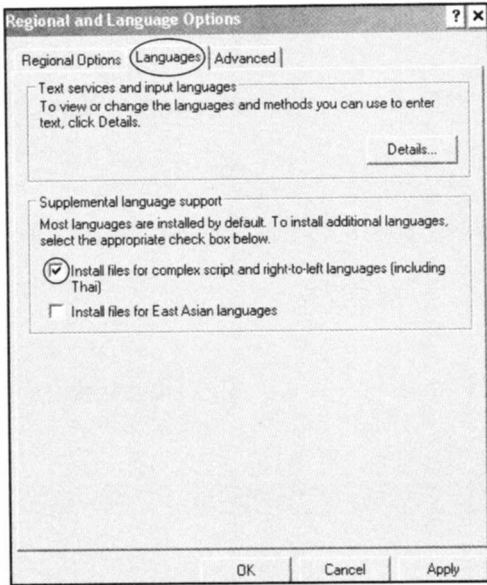 Regional and Language Options
Regional Options Languages Advanced
Text services and input languages
To view or change the languages and methods you can use to enter
text, click Details.
Details...
Supplemental language support
Most languages are installed by default. To install additional languages,
select the appropriate check box below.
Install files for complex script and right-to-left languages (including
Thai)
Install files for East Asian languages
OK Cancel Apply